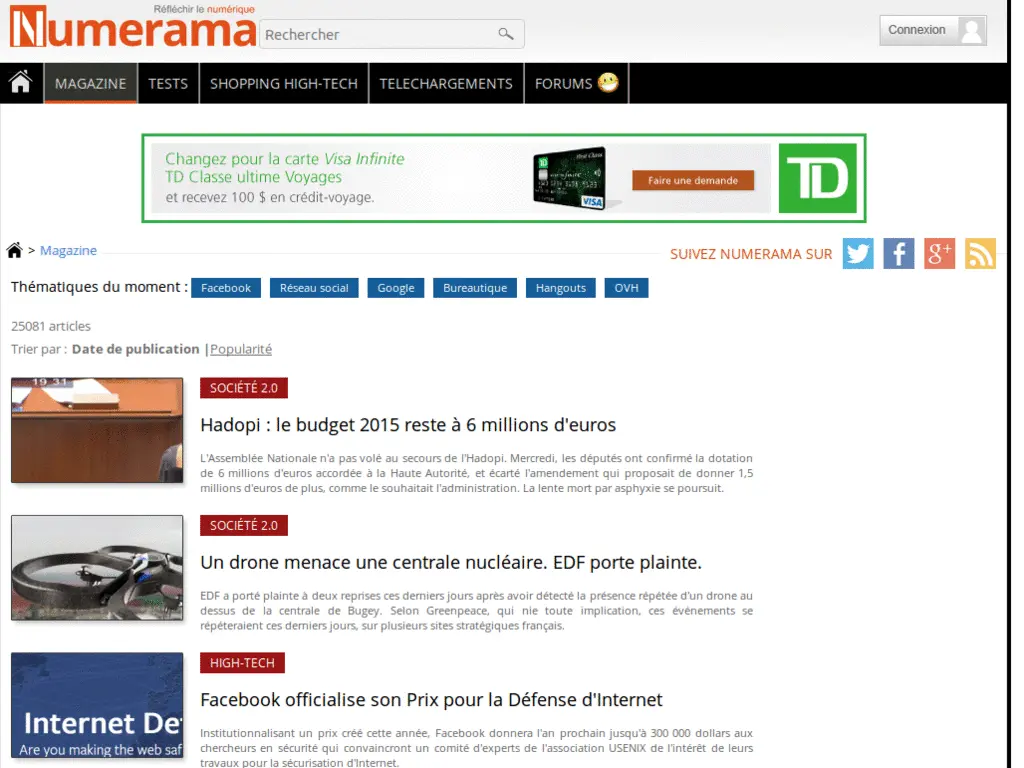 Réfléchir le numérique
Numerama
Rechercher
Connexion
MAGAZINE
TESTS
SHOPPING HIGH-TECH
TELECHARGEMENTS
FORUMS
Changez pour la carte Visa Infinite
TD Classe ultime Voyages
et recevez 100 $ en crédit-voyage.
VISA
Faire une demande
TD
> Magazine
SUIVEZ NUMERAMA SUR
Thématiques du moment : Facebook Réseau social Google Bureautique Hangouts OVH
25081 articles
Trier par : Date de publication |Popularité
19 31
SOCIÉTÉ 2.0
Hadopi : le budget 2015 reste à 6 millions d'euros
L'Assemblée Nationale n'a pas volé au secours de l'Hadopi. Mercredi, les députés ont confirmé la dotation
de 6 millions d'euros accordée à la Haute Autorité, et écarté l'amendement qui proposait de donner 1,5
millions d'euros de plus, comme le souhaitait l'administration. La lente mort par asphyxie se poursuit.
SOCIÉTÉ 2.0
Un drone menace une centrale nucléaire. EDF porte plainte.
EDF a porté plainte à deux reprises ces derniers jours après avoir détecté la présence répétée d'un drone au
dessus de la centrale de Bugey. Selon Greenpeace, qui nie toute implication, ces événements se
répéteraient ces derniers jours, sur plusieurs sites stratégiques français.
Internet De
Are you making the web saf
HIGH-TECH
Facebook officialise son Prix pour la Défense d'Internet
Institutionnalisant un prix créé cette année, Facebook donnera l'an prochain jusqu'à 300 000 dollars aux
chercheurs en sécurité qui convaincront un comité d'experts de l'association USENIX de l'intérêt de leurs
travaux pour la sécurisation d'Internet.